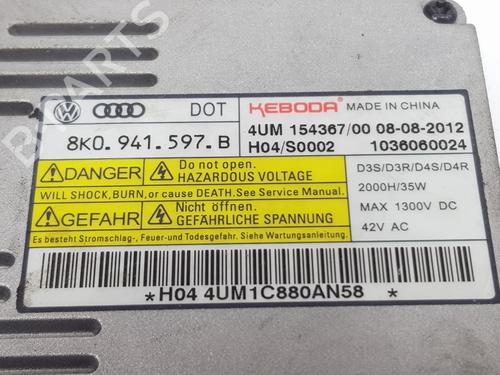 DOT
KEBODA MADE IN CHINA
8K0.941.597.B
4UM 154367/00 08-08-2012
H04/S0002 1036060024
DANGER Do not open. HAZARDOUS VOLTAGE
WILL SHOCK, BURN, or cause DEATH. See Service Manual.
GEFAHR Nicht öffnen. GEFÄHRLICHE SPANNUNG
Es besteht Stromschlag-, Feuer-und Todesgefahr. Siehe Wartungsanleitung.
D3S/D3R/D4S/D4R
2000H/35W
MAX 1300V DC
42V AC
*H04 4UM1C880AN58 *
B-PARTS